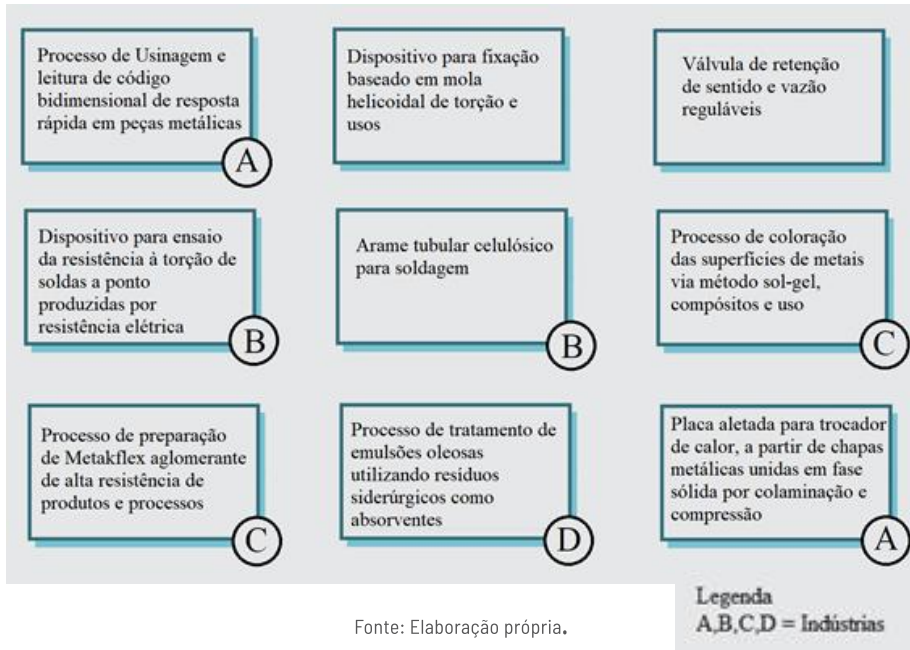 Processo de Usinagem e
leitura de código
bidimensional de resposta
rápida em peças metálicas
A
Dispositivo para fixação
baseado em mola
helicoidal de torção e
usos
Válvula de retenção
de sentido e vazão
reguláveis
Dispositivo para ensaio
da resistência à torção de
soldas a ponto
produzidas por
resistência elétrica
B
Arame tubular celulósico
para soldagem
B
Processo de coloração
das superfícies de metais
via método sol-gel,
compósitos e uso
C
Processo de preparação
de Metakflex aglomerante
de alta resistência de
produtos e processos
C
Processo de tratamento de
emulsões oleosas
utilizando resíduos
siderúrgicos como
absorventes
D
Placa aletada para trocador
de calor, a partir de chapas
metálicas unidas em fase
sólida por colaminação e
compressão
A
Fonte: Elaboração própria.
Legenda
A,B,C,D = Indústrias